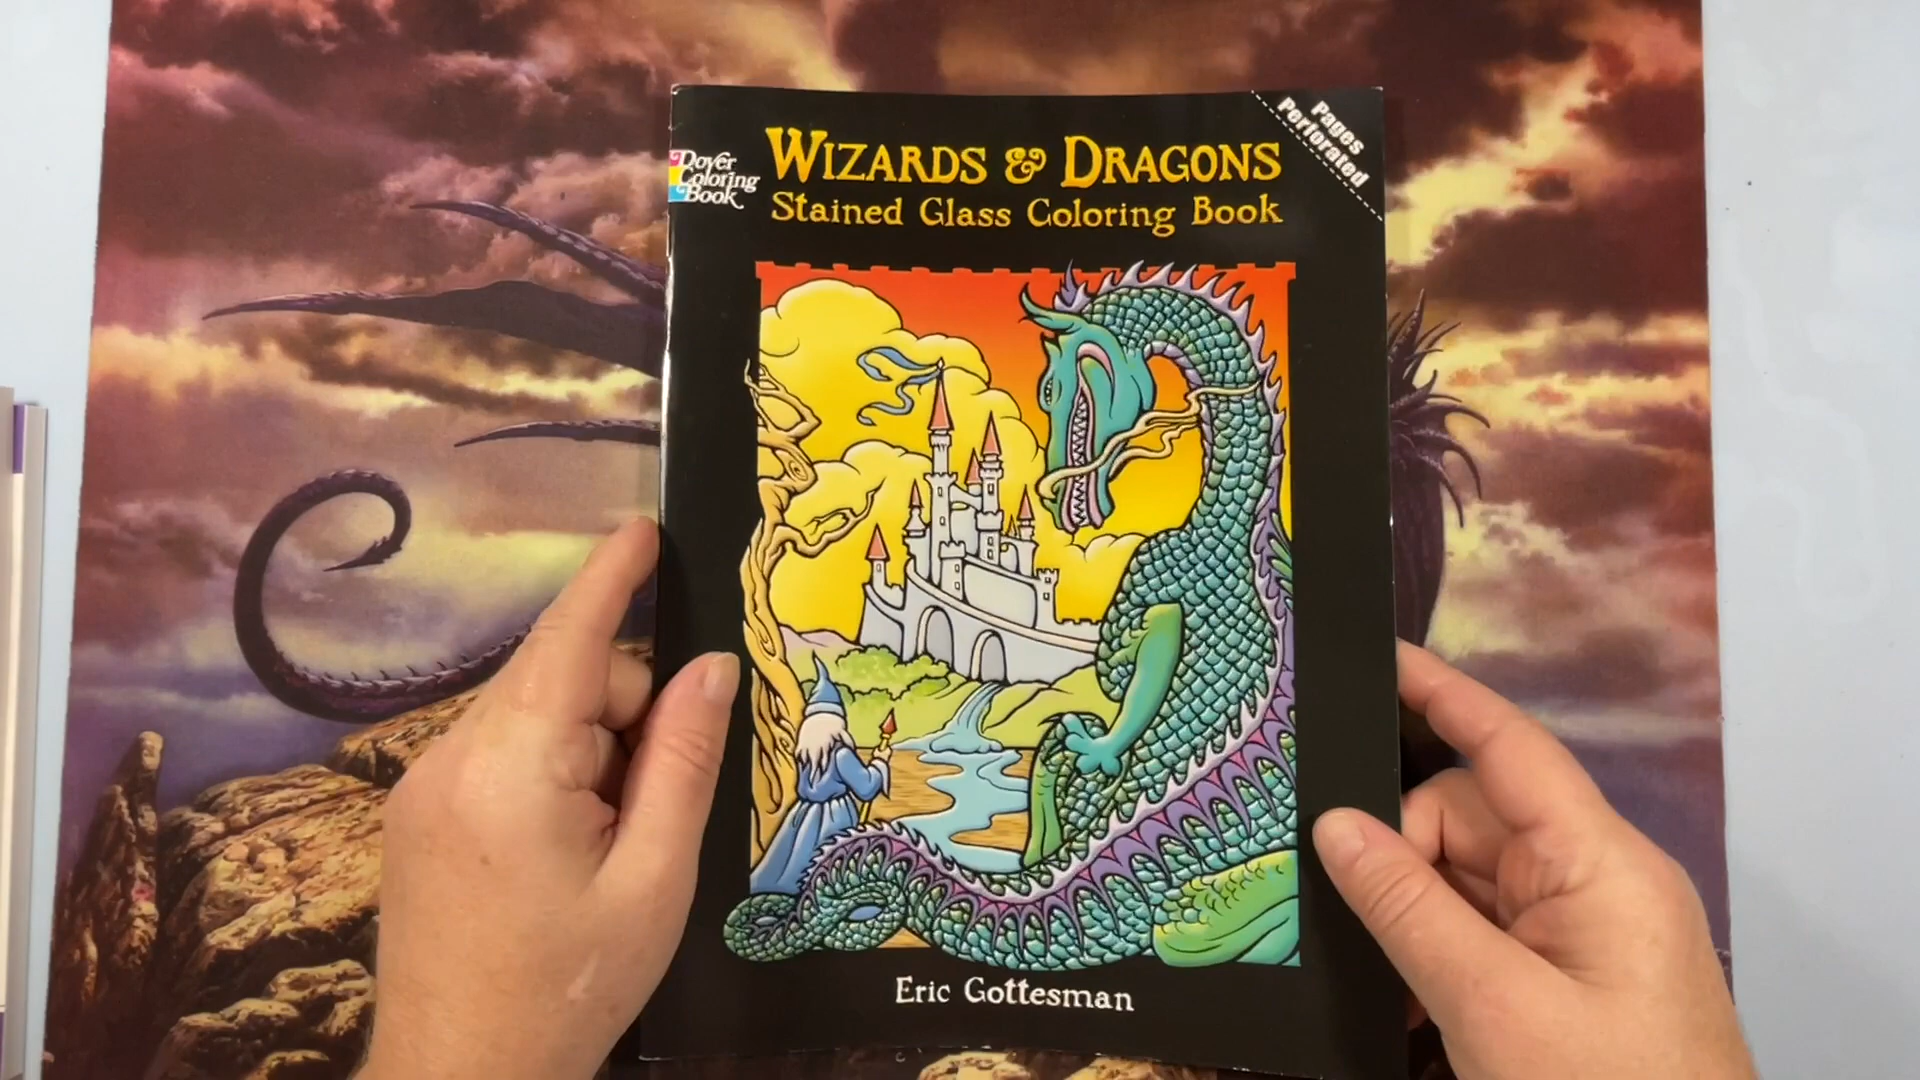 Pages
Perforated
Dover
Coloring
Book
WIZARDS & DRAGONS
Stained Glass Coloring Book
Eric Gottesman